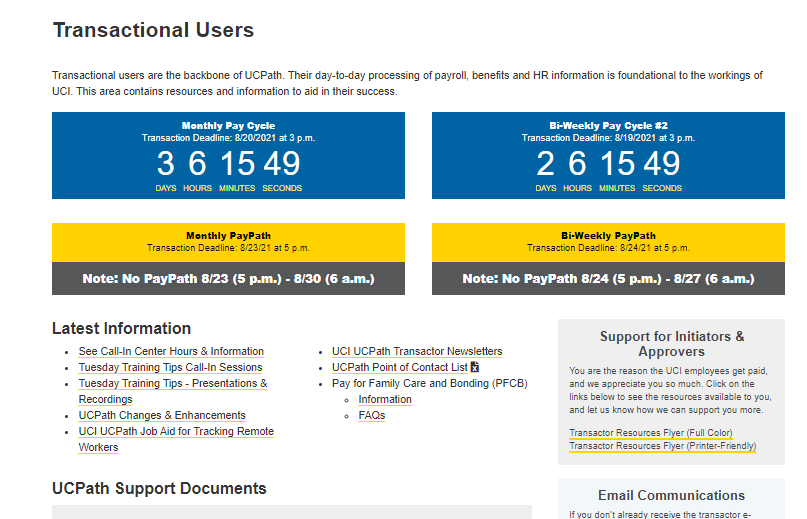 Transactional Users
Transactional users are the backbone of UCPath. Their day-to-day processing of payroll, benefits and HR information is foundational to the workings of
UCI. This area contains resources and information to aid in their success.
Monthly Pay Cycle
Transaction Deadline: 8/20/2021 at 3 p.m.
3 6 15 49
DAYS HOURS MINUTES SECONDS
Bi-Weekly Pay Cycle #2
Transaction Deadline: 8/19/2021 at 3 p.m.
2 6 15 49
DAYS HOURS MINUTES SECONDS
Monthly PayPath
Transaction Deadline: 8/23/21 at 5 p.m.
Note: No PayPath 8/23 (5 p.m.) - 8/30 (6 a.m.)
Bi-Weekly PayPath
Transaction Deadline: 8/24/21 at 5 p.m.
Note: No PayPath 8/24 (5 p.m.) - 8/27 (6 a.m.)
Latest Information
See Call-In Center Hours & Information
Tuesday Training Tips Call-In Sessions
Tuesday Training Tips - Presentations &
Recordings
UCPath Changes & Enhancements
UCI UCPath Job Aid for Tracking Remote
Workers
UCI UCPath Transactor Newsletters
UCPath Point of Contact List
Pay for Family Care and Bonding (PFCB)
Information
FAQs
Support for Initiators &
Approvers
You are the reason the UCI employees get paid,
and we appreciate you so much. Click on the
links below to see the resources available to you,
and let us know how we can support you more.
Transactor Resources Flyer (Full Color)
Transactor Resources Flyer (Printer-Friendly)
UCPath Support Documents
Email Communications
If you don't already receive the transactor e-